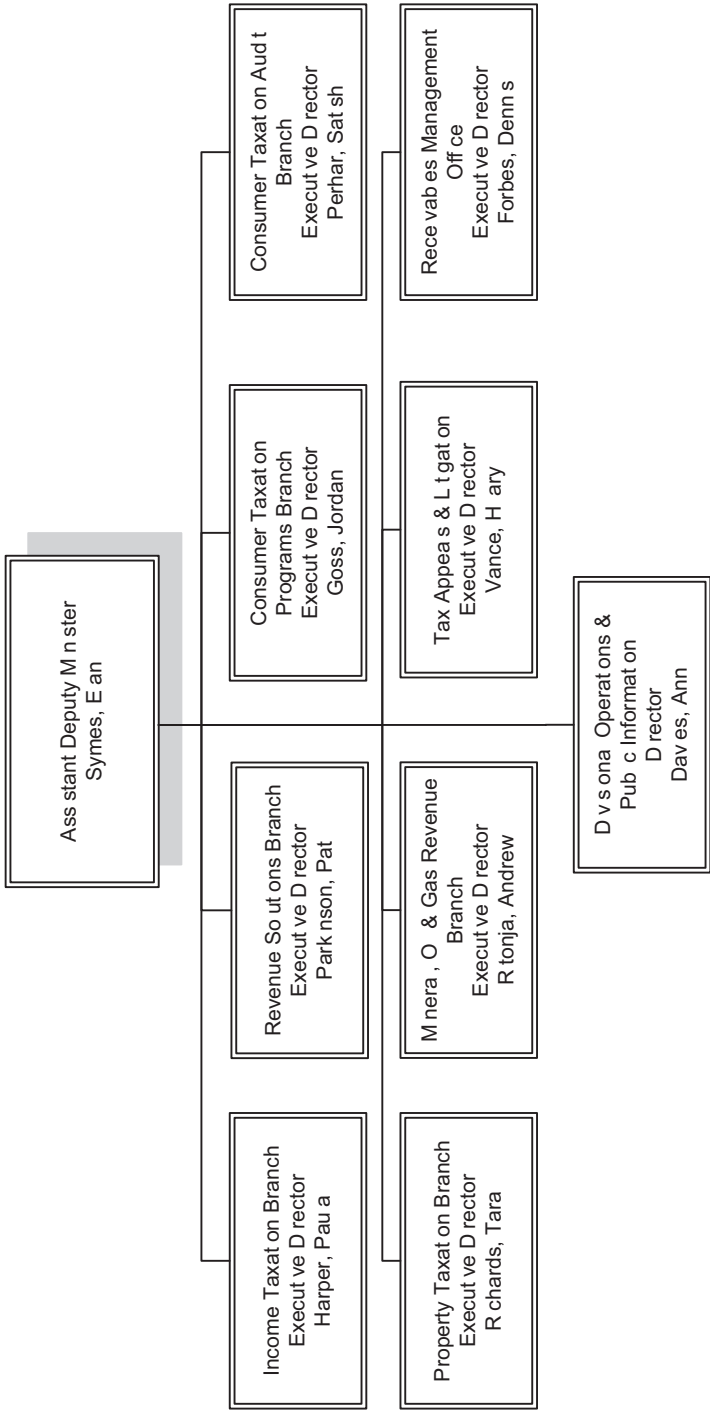 Ass stant Deputy M n ster
Symes, E an
Income Taxat on Branch
Execut ve D rector
Harper, Pau a
Revenue So ut ons Branch
Execut ve D rector
Park nson, Pat
Consumer Taxat on
Programs Branch
Execut ve D rector
Goss, Jordan
Consumer Taxat on Aud t
Branch
Execut ve D rector
Perhar, Sat sh
Property Taxat on Branch
Execut ve D rector
R chards, Tara
M nera , O & Gas Revenue
Branch
Execut ve D rector
R tonja, Andrew
Tax Appea s & L t gat on
Execut ve D rector
Vance, H ary
Rece vab es Management
Off ce
Execut ve D rector
Forbes, Denn s
D v s ona Operat ons &
Pub c Informat on
D rector
Dav es, Ann